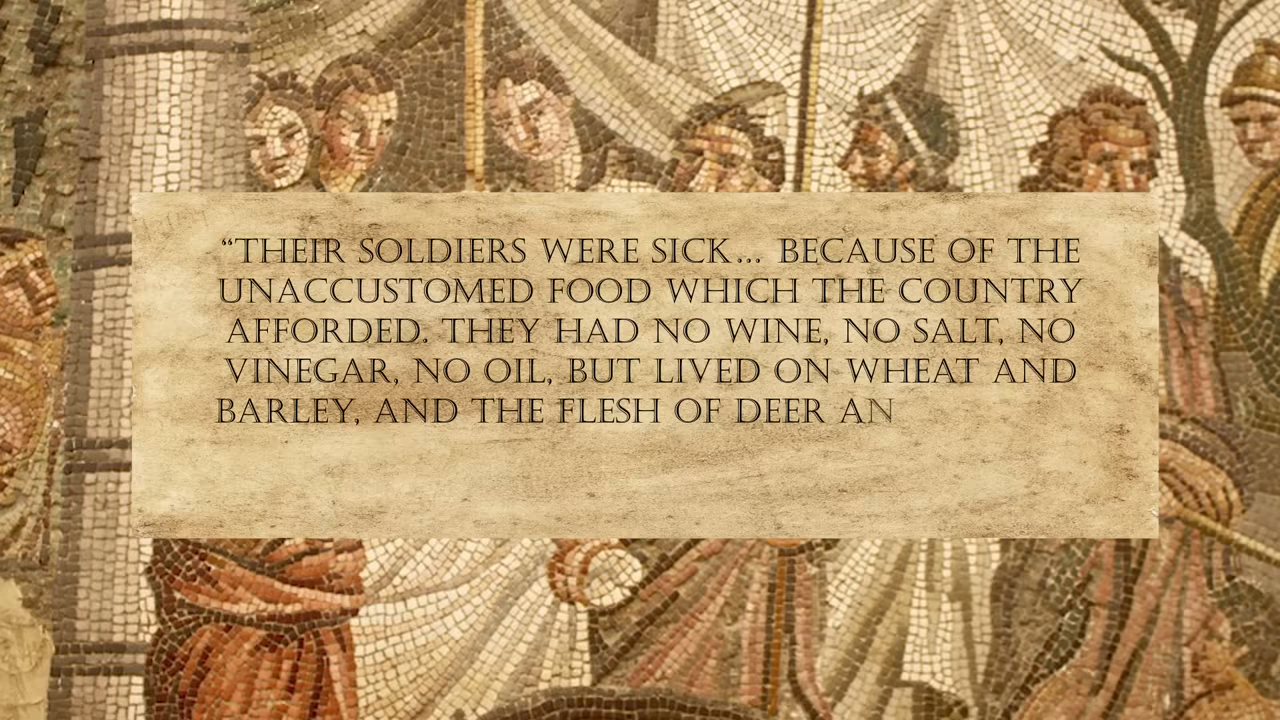 “THEIR SOLDIERS WERE SICK... BECAUSE OF THE
UNACCUSTOMED FOOD WHICH THE COUNTRY
AFFORDED. THEY HAD NO WINE, NO SALT, NO
VINEGAR, NO OIL, BUT LIVED ON WHEAT AND
BARLEY, AND THE FLESH OF DEER AN